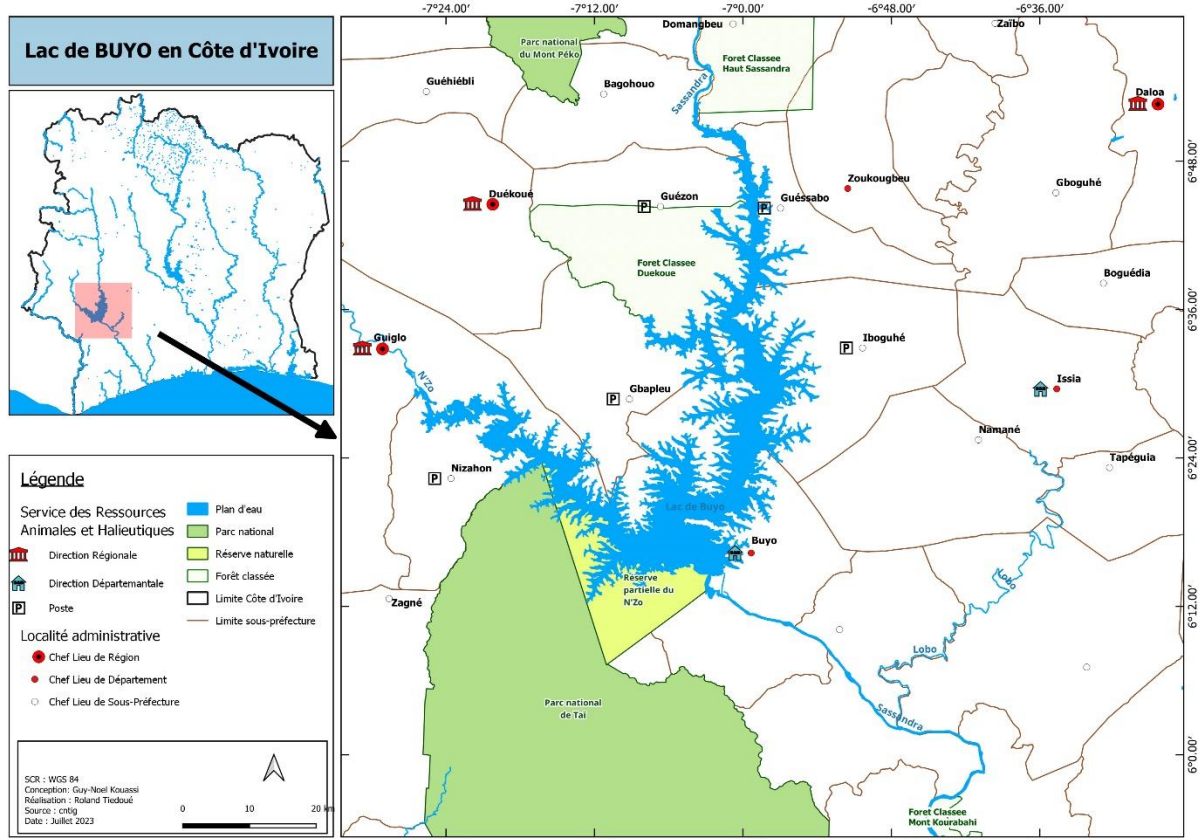 Lac de BUYO en Côte d'Ivoire
Légende
Service des Ressources
Animales et Halieutiques
Direction Régionale
Direction Départemantale
P
Poste
Localité administrative
Chef Lieu de Région
Chef Lieu de Département
Chef Lieu de Sous-Préfecture
Plan d'eau
Parc national
Réserve naturelle
Forêt classée
Limite Côte d'Ivoire
Limite sous-préfecture
SCR : WGS 84
Conception: Guy-Noel Kouassi
Réalisation : Roland Tiedoué
Source : cntig
Date : Juillet 2023
0 10 20 km
-7°24.00' -7°12.00' -7°0.00' -6°48.00' -6°36.00'
Domangbeu
Zaïbo
Parc national
du Mont Péko
Foret Classee
Haut Sassandra
Guéhiébli
Bagohouo
Sassandra
Daloa
6°48.00'
Zoukougbeu
Gboguhé
Duékoué
P
Guézon
P
Guéssabo
Foret Classee
Duekoue
Boguédia
6°36.00'
Guiglo
N'Zo
P
Iboguhé
Issia
P
Gbapleu
Namané
6°24.00'
Tapéguia
P
Nizahon
Lac de Buyo
Buyo
Réserve
partielle du
N'Zo
Lobo
Zagné
6°12.00'
Lobo
Parc national
de Taï
Sassandra
6°0.00'
Foret Classee
Mont Kourabahi